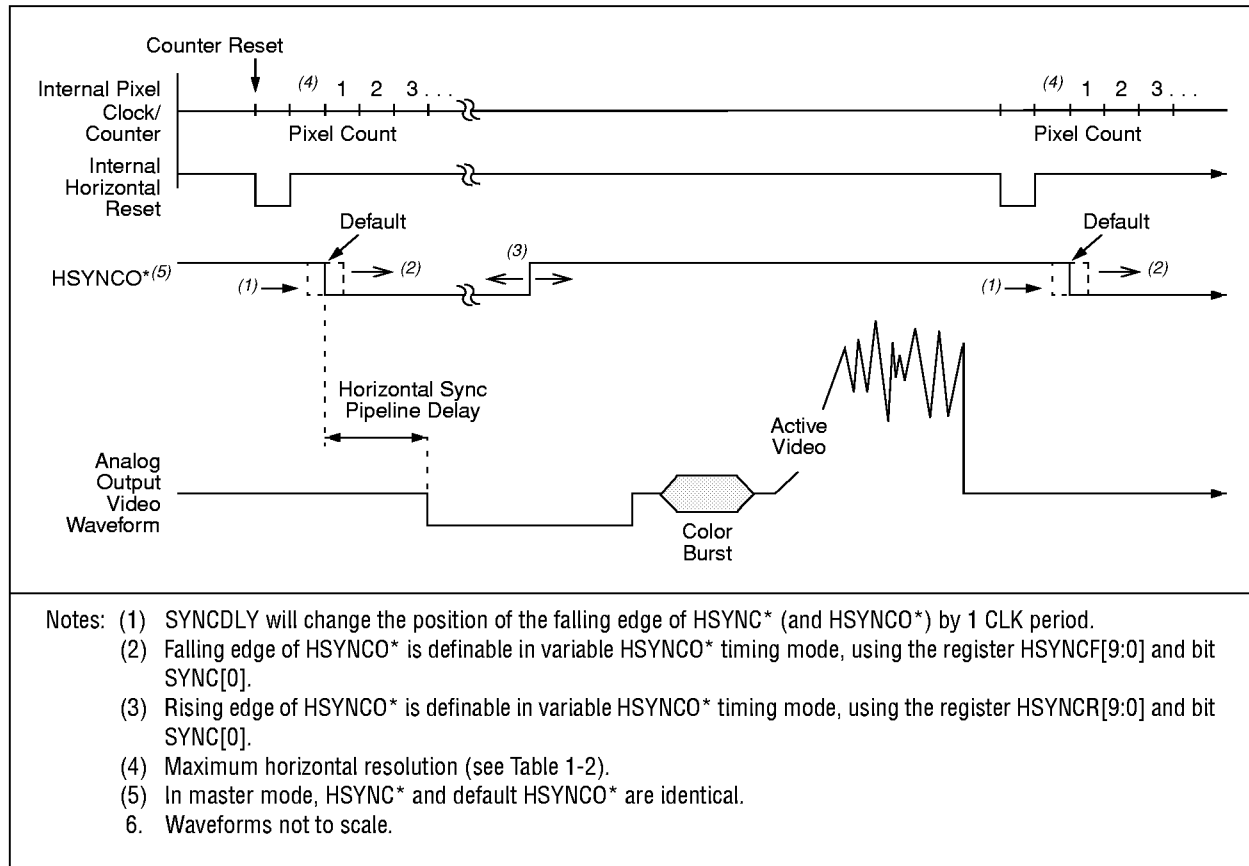 Counter Reset
Internal Pixel
Clock/
Counter
(4) 1 2 3 . . .
Pixel Count
(4) 1 2 3 . . .
Pixel Count
Internal
Horizontal
Reset
HSYNCO*(5)
Default
(1)
(2)
(3)
Default
(1)
(2)
Horizontal Sync
Pipeline Delay
Analog
Output
Video
Waveform
Color
Burst
Active
Video
Notes: (1) SYNCDLY will change the position of the falling edge of HSYNC* (and HSYNCO*) by 1 CLK period.
(2) Falling edge of HSYNCO* is definable in variable HSYNCO* timing mode, using the register HSYNCF[9:0] and bit
SYNC[0].
(3) Rising edge of HSYNCO* is definable in variable HSYNCO* timing mode, using the register HSYNCR[9:0] and bit
SYNC[0].
(4) Maximum horizontal resolution (see Table 1-2).
(5) In master mode, HSYNC* and default HSYNCO* are identical.
6. Waveforms not to scale.